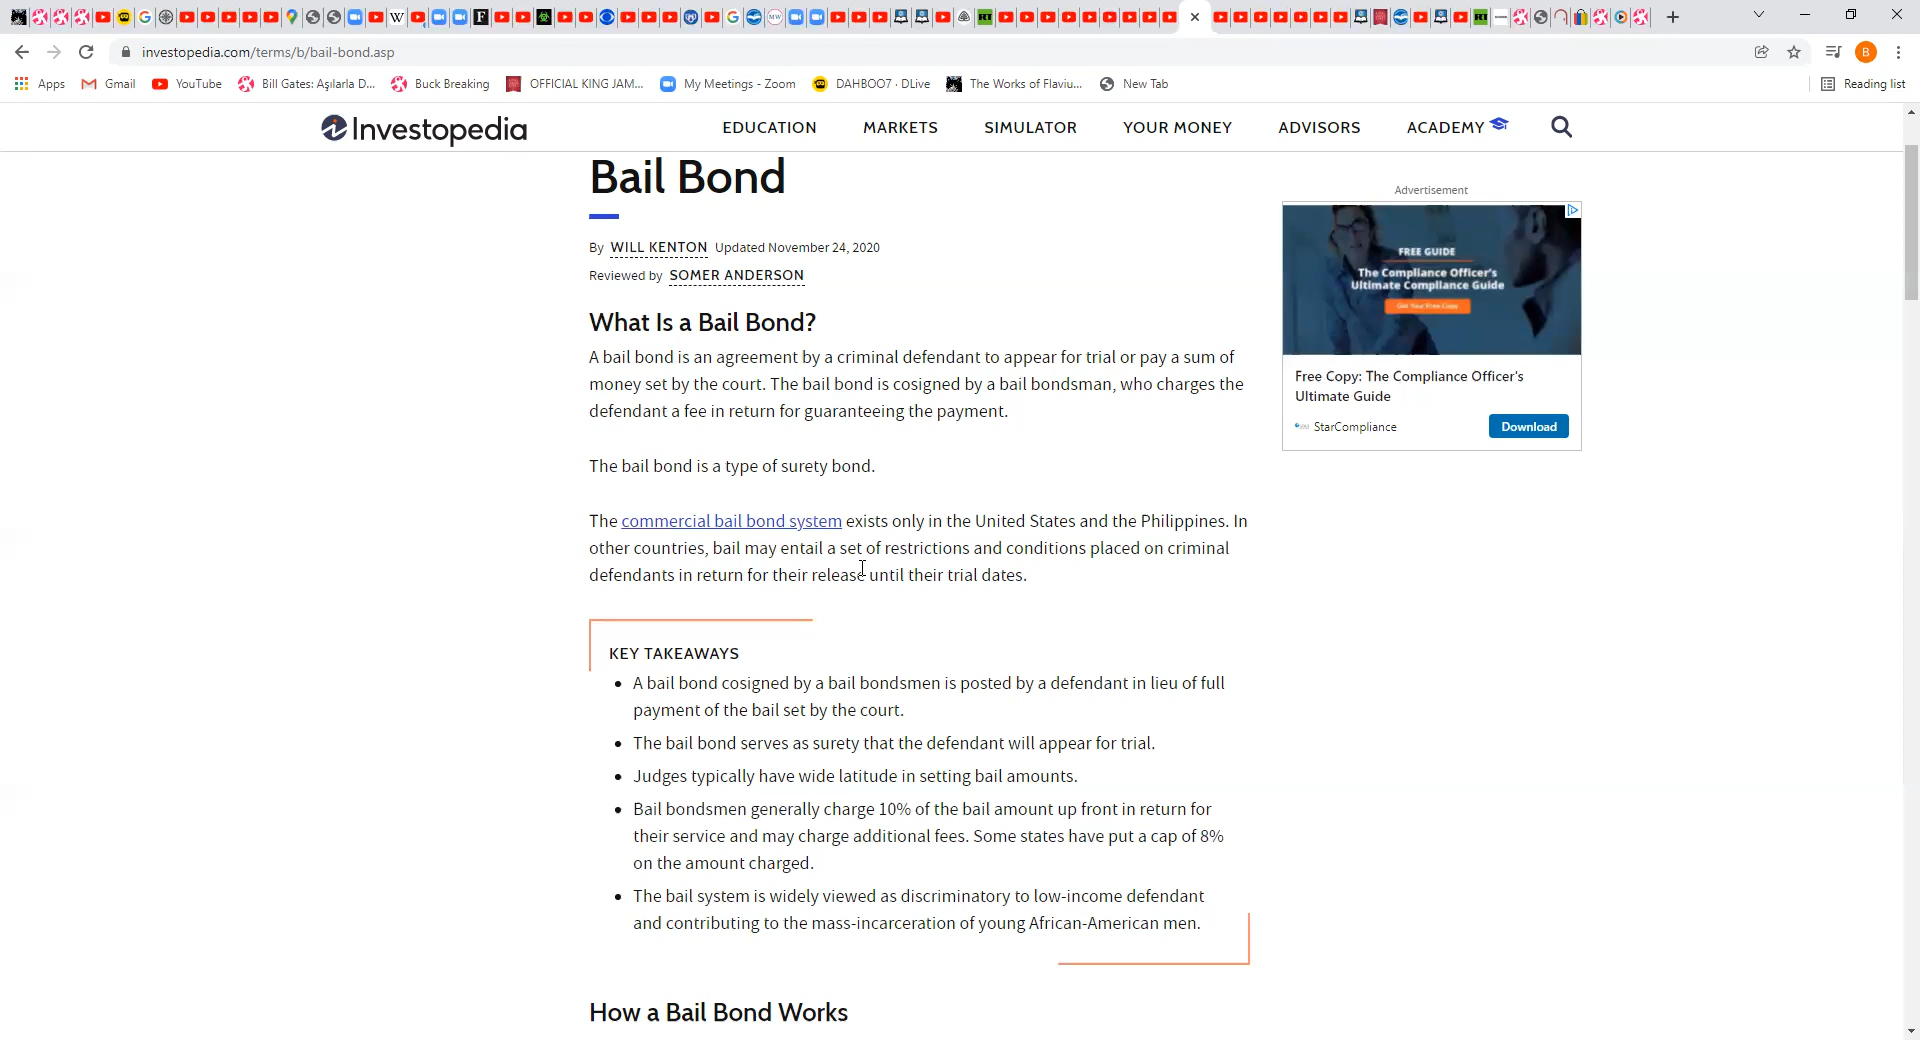 investopedia.com/terms/b/bail-bond.asp
B
Apps
Gmail
YouTube
Bill Gates: Aşılarla D...
Buck Breaking
OFFICIAL KING JAM...
My Meetings - Zoom
DAHBOO7 · DLive
The Works of Flaviu...
New Tab
Reading list
Investopedia
EDUCATION
MARKETS
SIMULATOR
YOUR MONEY
ADVISORS
ACADEMY
Bail Bond
By WILL KENTON Updated November 24, 2020
Reviewed by SOMER ANDERSON
What Is a Bail Bond?
A bail bond is an agreement by a criminal defendant to appear for trial or pay a sum of
money set by the court. The bail bond is cosigned by a bail bondsman, who charges the
defendant a fee in return for guaranteeing the payment.
The bail bond is a type of surety bond.
The commercial bail bond system exists only in the United States and the Philippines. In
other countries, bail may entail a set of restrictions and conditions placed on criminal
defendants in return for their release until their trial dates.
KEY TAKEAWAYS
• A bail bond cosigned by a bail bondsmen is posted by a defendant in lieu of full
payment of the bail set by the court.
• The bail bond serves as surety that the defendant will appear for trial.
• Judges typically have wide latitude in setting bail amounts.
• Bail bondsmen generally charge 10% of the bail amount up front in return for
their service and may charge additional fees. Some states have put a cap of 8%
on the amount charged.
• The bail system is widely viewed as discriminatory to low-income defendant
and contributing to the mass-incarceration of young African-American men.
How a Bail Bond Works
Advertisement
FREE GUIDE
The Compliance Officer's
Ultimate Compliance Guide
Get Your Free Copy
Free Copy: The Compliance Officer's
Ultimate Guide
StarCompliance
Download